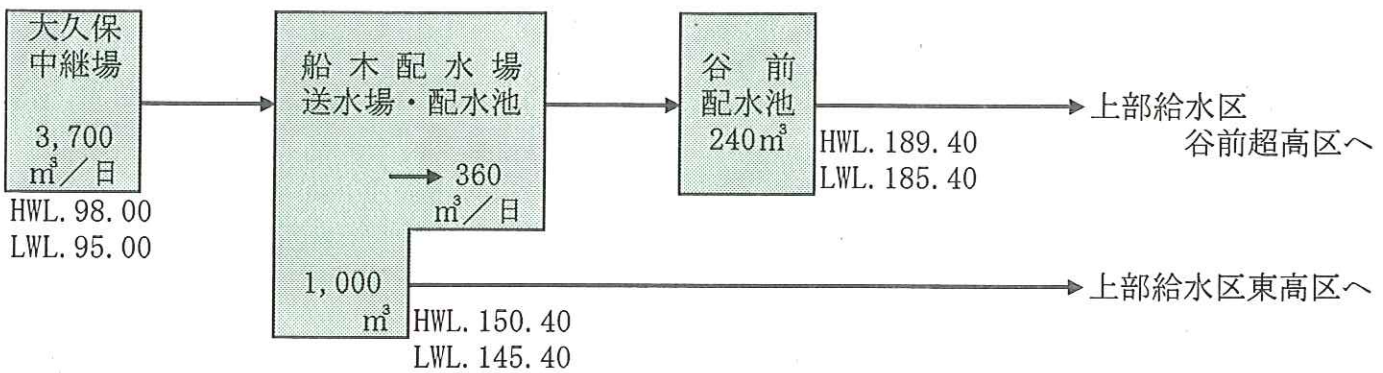 大久保
中継場
3,700
㎥／日
HWL.98.00
LWL.95.00
船木配水場
送水場・配水池
360
㎥／日
1,000
㎥
HWL.150.40
LWL.145.40
谷前
配水池
240㎥
HWL.189.40
LWL.185.40
上部給水区
谷前超高区へ
上部給水区東高区へ